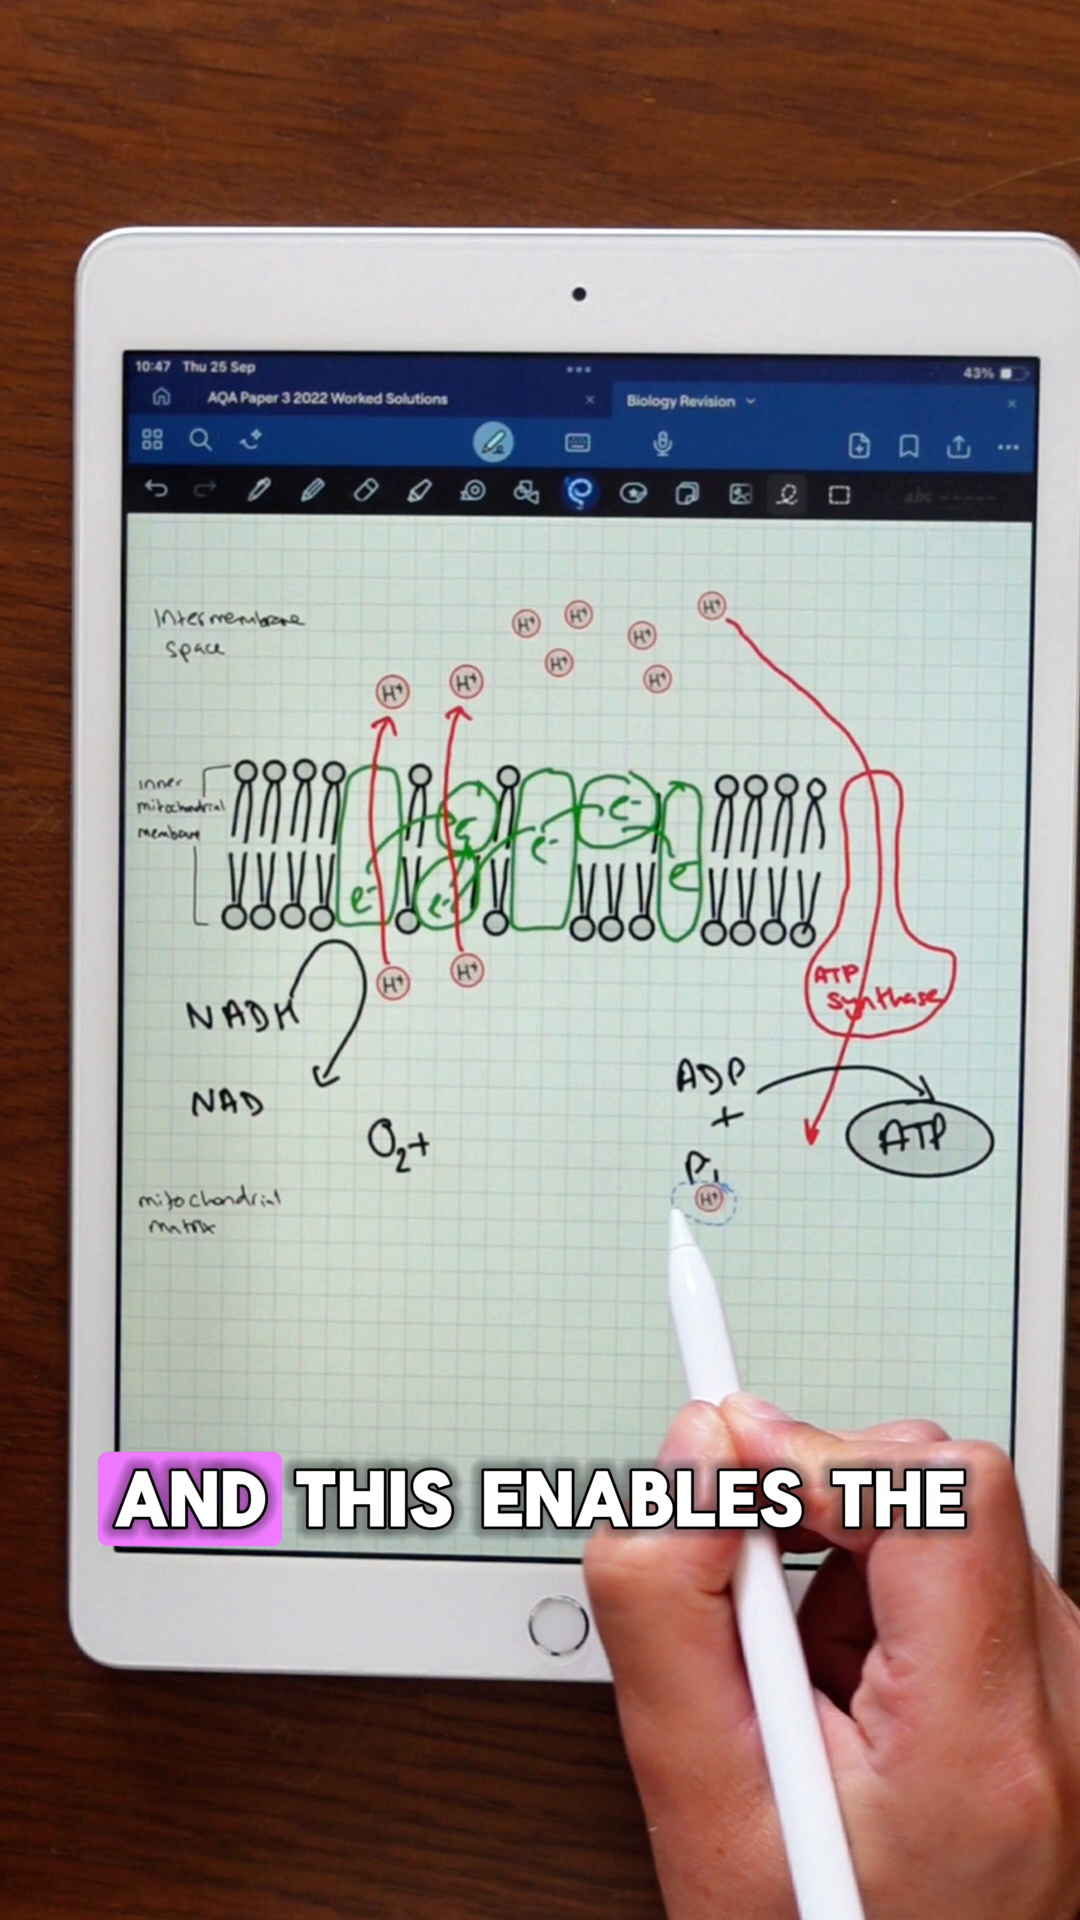 10:47 Thu 25 Sep
43%
AQA Paper 3 2022 Worked Solutions
Biology Revision
abc
Intermembrane
space
H⁺ H⁺ H⁺
H⁺
H⁺ H⁺
H⁺ H⁺
inner
mitochondrial
membrane
e⁻ e⁻
e⁻
e⁻ e⁻ e
H⁺ H⁺
ATP
synthase
NADH
NAD
ADP
+
Pi
ATP
O₂+
H⁺
mitochondrial
matrix
AND THIS ENABLES THE